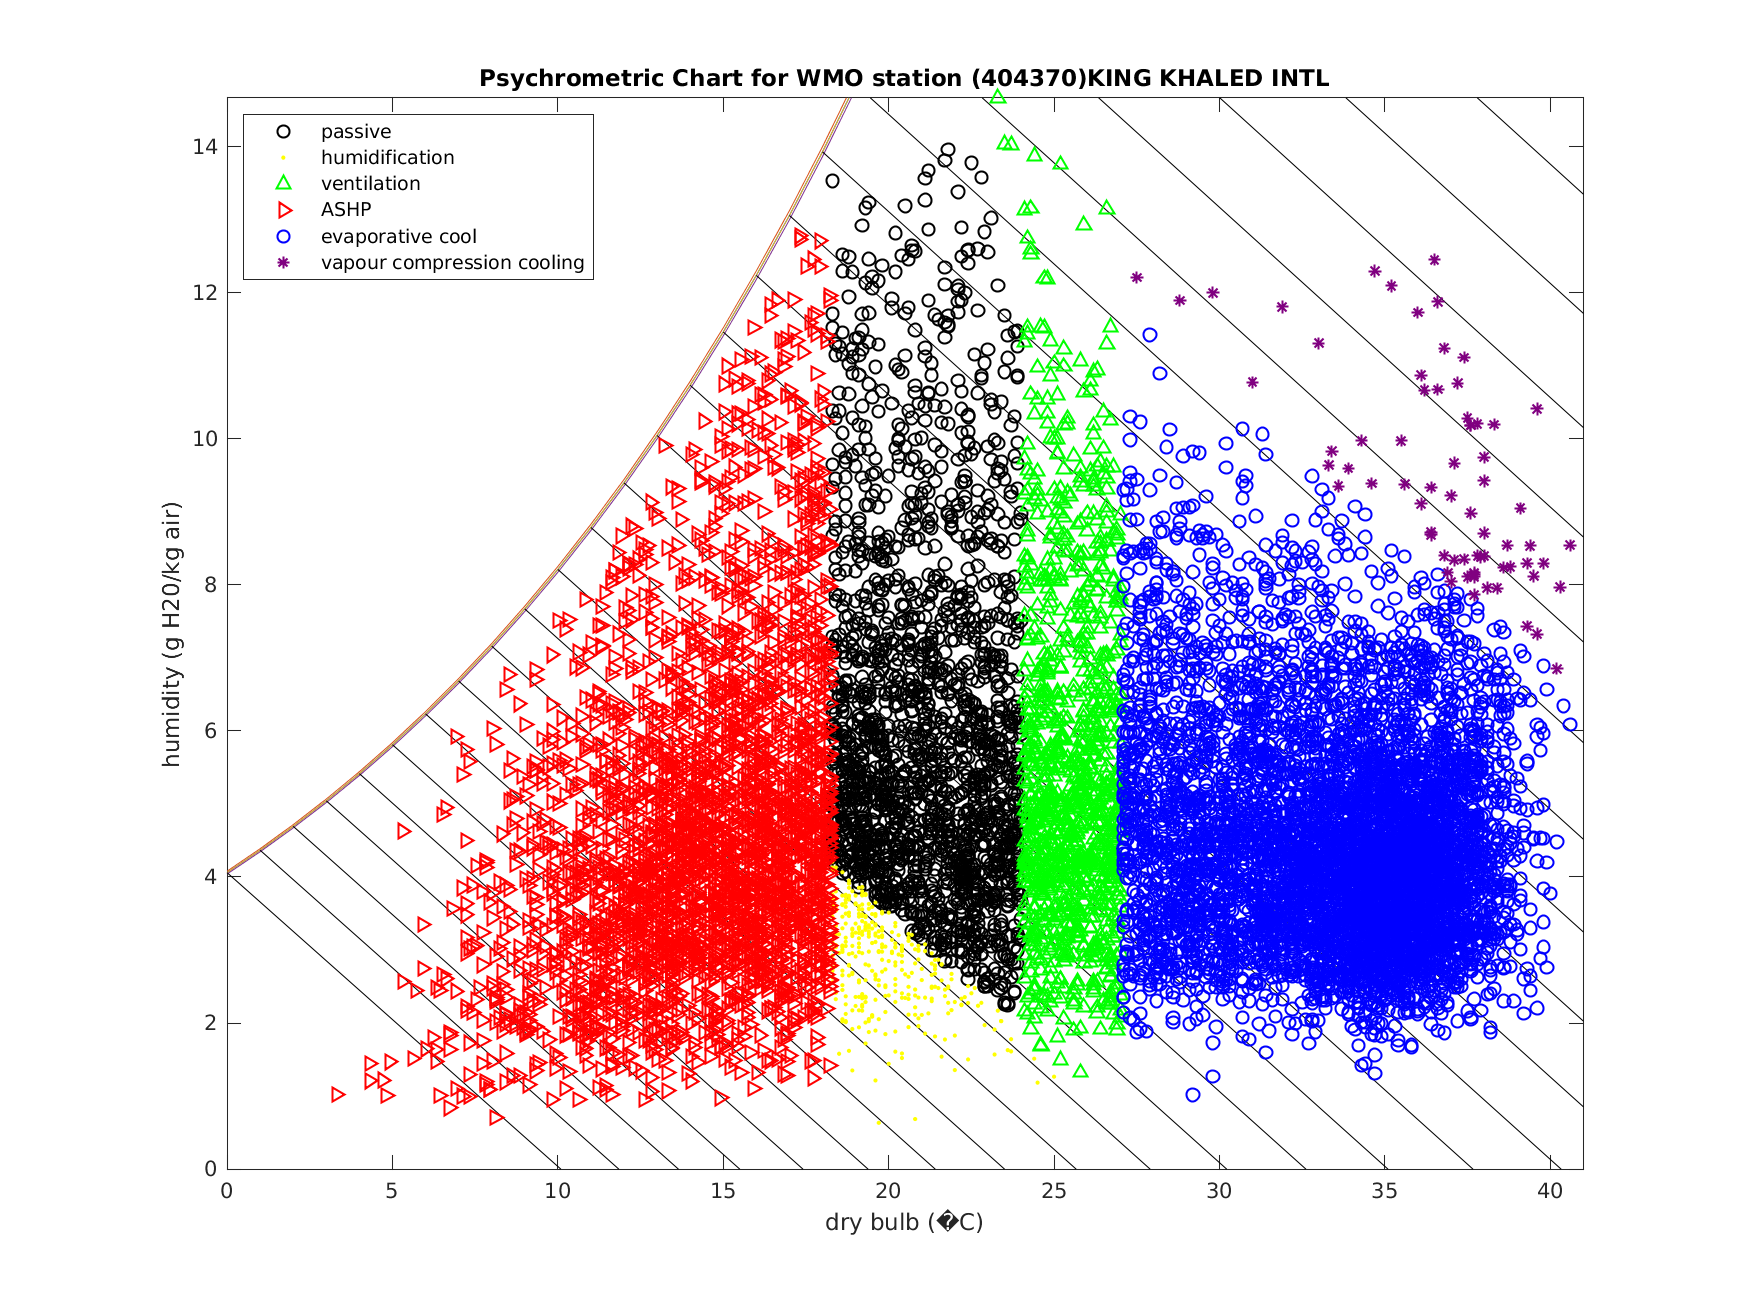 Psychrometric Chart for WMO station (404370)KING KHALED INTL
passive
humidification
ventilation
ASHP
evaporative cool
vapour compression cooling
humidity (g H20/kg air)
14
12
10
8
6
4
2
0
0 5 10 15 20 25 30 35 40
dry bulb (�C)